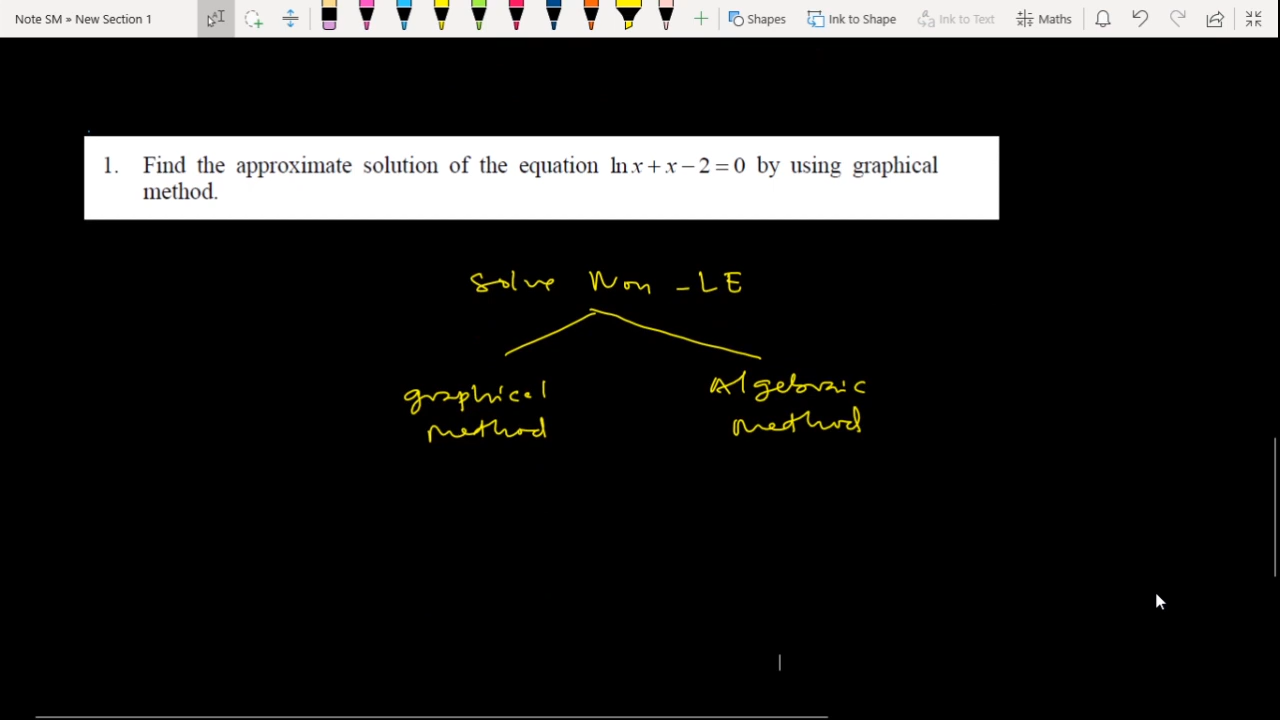 Note SM » New Section 1
Shapes
Ink to Shape
Ink to Text
Maths
1. Find the approximate solution of the equation ln x + x − 2 = 0 by using graphical
method.
Solve Non - LE
graphical
method
Algebraic
method